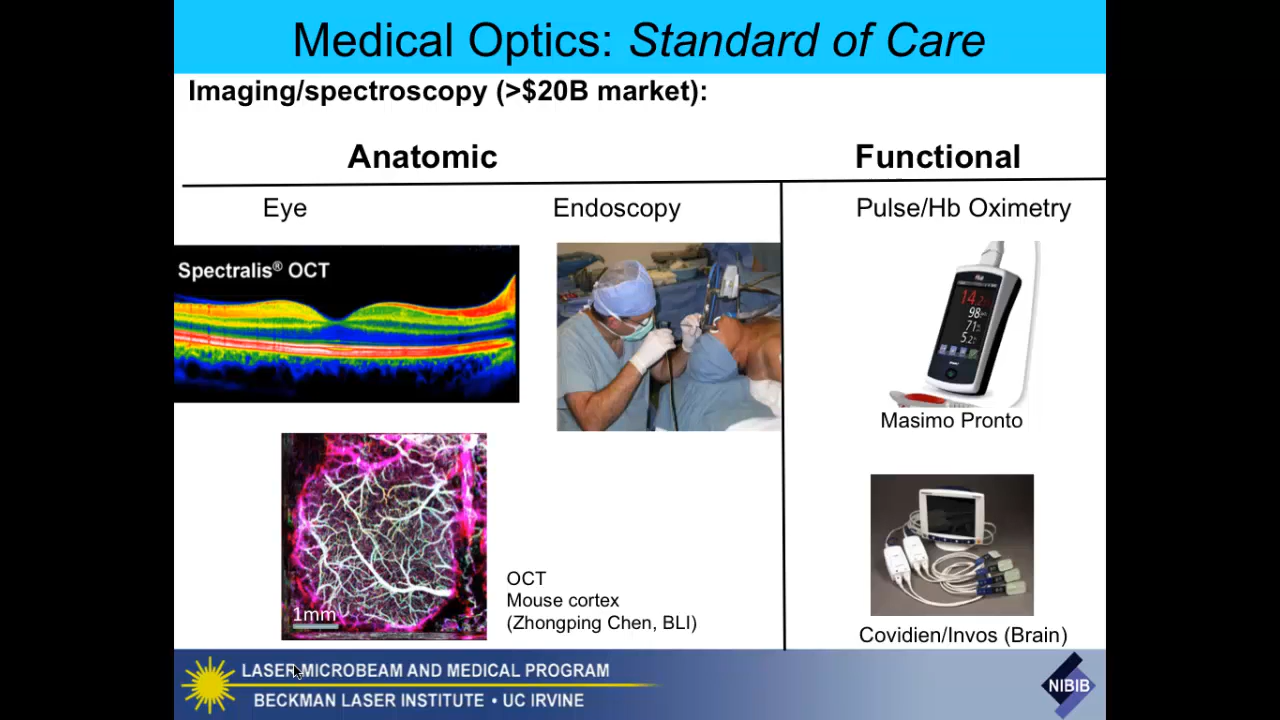 Medical Optics: Standard of Care
Imaging/spectroscopy (>$20B market):
Anatomic
Functional
Eye
Endoscopy
Pulse/Hb Oximetry
Spectralis® OCT
98
71
Masimo Pronto
1mm
OCT
Mouse cortex
(Zhongping Chen, BLI)
Covidien/Invos (Brain)
LASER MICROBEAM AND MEDICAL PROGRAM
BECKMAN LASER INSTITUTE • UC IRVINE
NIBIB